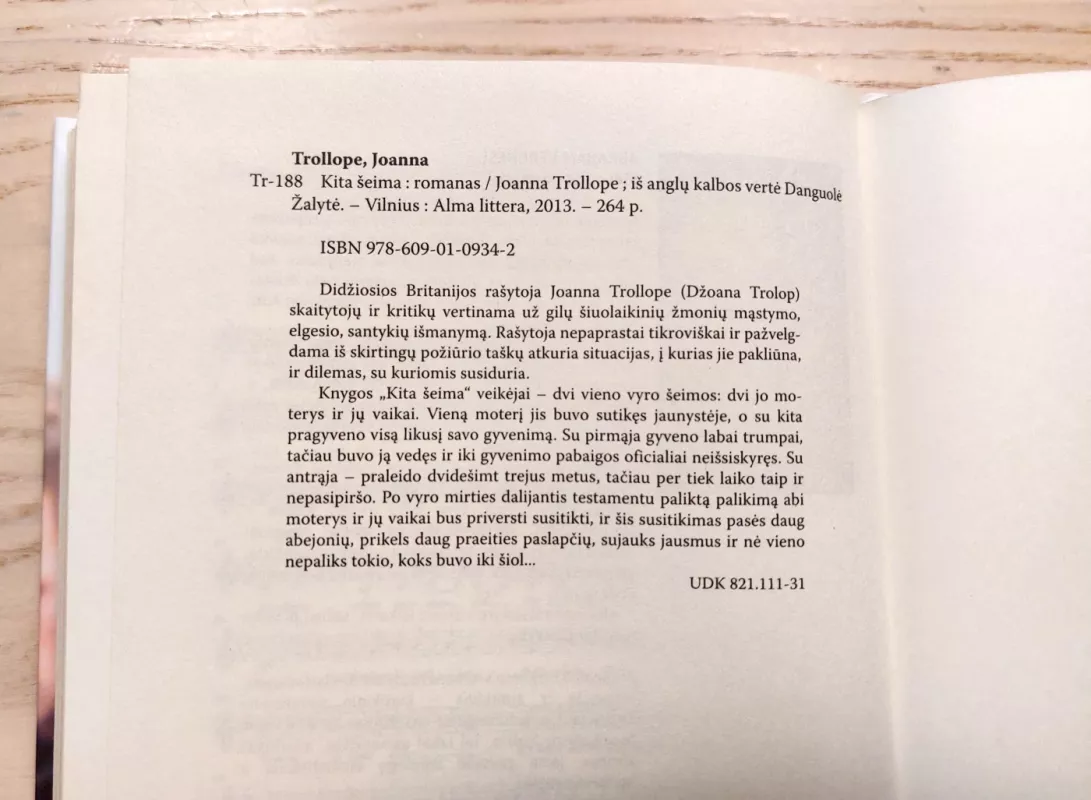 Trollope, Joanna
Tr-188 Kita šeima : romanas / Joanna Trollope ; iš anglų kalbos vertė Danguolė
Žalytė. – Vilnius : Alma littera, 2013. – 264 p.
ISBN 978-609-01-0934-2
Didžiosios Britanijos rašytoja Joanna Trollope (Džoana Trolop)
skaitytojų ir kritikų vertinama už gilų šiuolaikinių žmonių mąstymo,
elgesio, santykių išmanymą. Rašytoja nepaprastai tikroviškai ir pažvelg-
dama iš skirtingų požiūrio taškų atkuria situacijas, į kurias jie pakliūna,
ir dilemas, su kuriomis susiduria.
Knygos „Kita šeima“ veikėjai – dvi vieno vyro šeimos: dvi jo mo-
terys ir jų vaikai. Vieną moterį jis buvo sutikęs jaunystėje, o su kita
pragyveno visą likusį savo gyvenimą. Su pirmąja gyveno labai trumpai,
tačiau buvo ją vedęs ir iki gyvenimo pabaigos oficialiai neišsiskyręs. Su
antrąja – praleido dvidešimt trejus metus, tačiau per tiek laiko taip ir
nepasipiršo. Po vyro mirties dalijantis testamentu paliktą palikimą abi
moterys ir jų vaikai bus priversti susitikti, ir šis susitikimas pasės daug
abejonių, prikels daug praeities paslapčių, sujauks jausmus ir nė vieno
nepaliks tokio, koks buvo iki šiol...
UDK 821.111-31